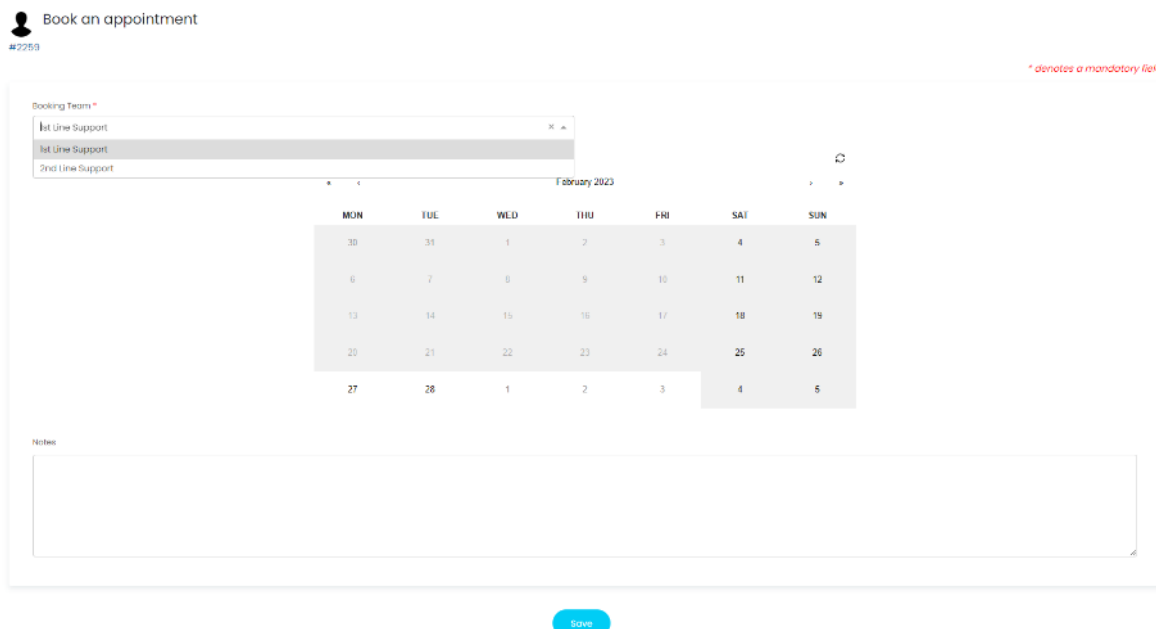 Book an appointment
#2259
* denotes a mandatory fiel
Booking Team *
1st Line Support
1st Line Support
2nd Line Support
« ‹ February 2023 › »
MON TUE WED THU FRI SAT SUN
30 31 1 2 3 4 5
6 7 8 9 10 11 12
13 14 15 16 17 18 19
20 21 22 23 24 25 26
27 28 1 2 3 4 5
Notes
Save